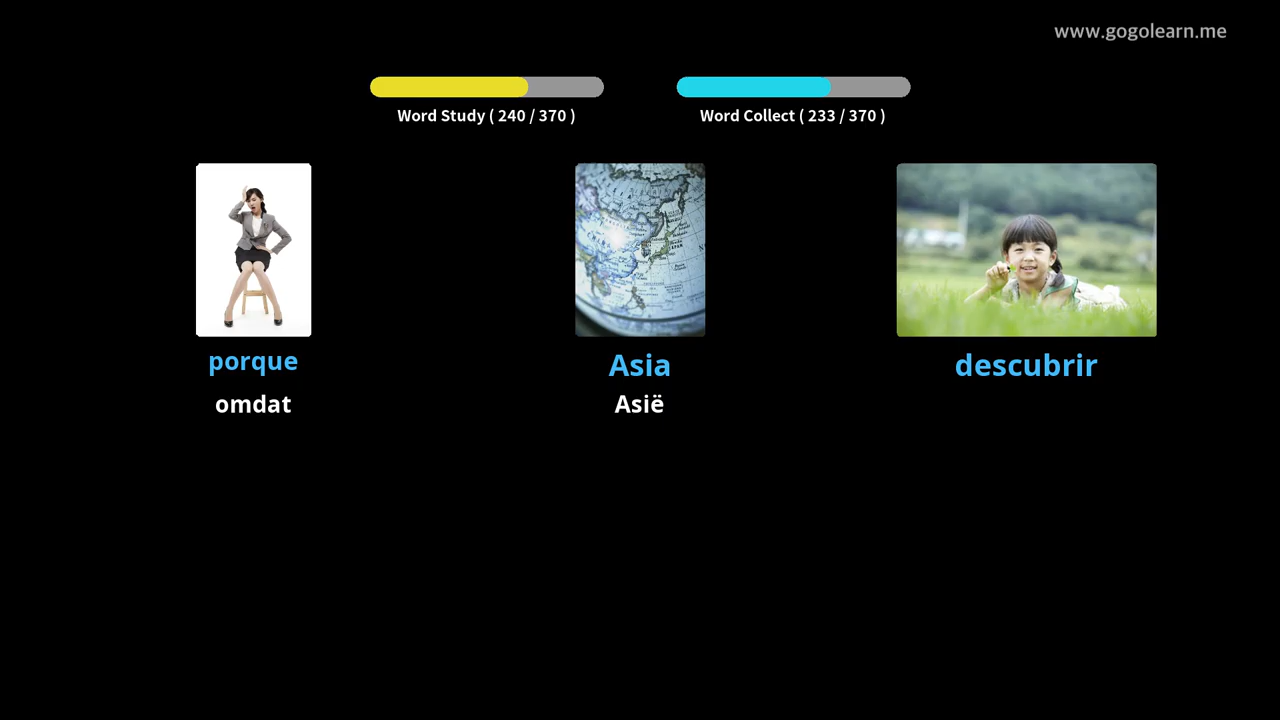 www.gogolearn.me
Word Study ( 240 / 370 )
Word Collect ( 233 / 370 )
porque
omdat
Asia
Asië
descubrir